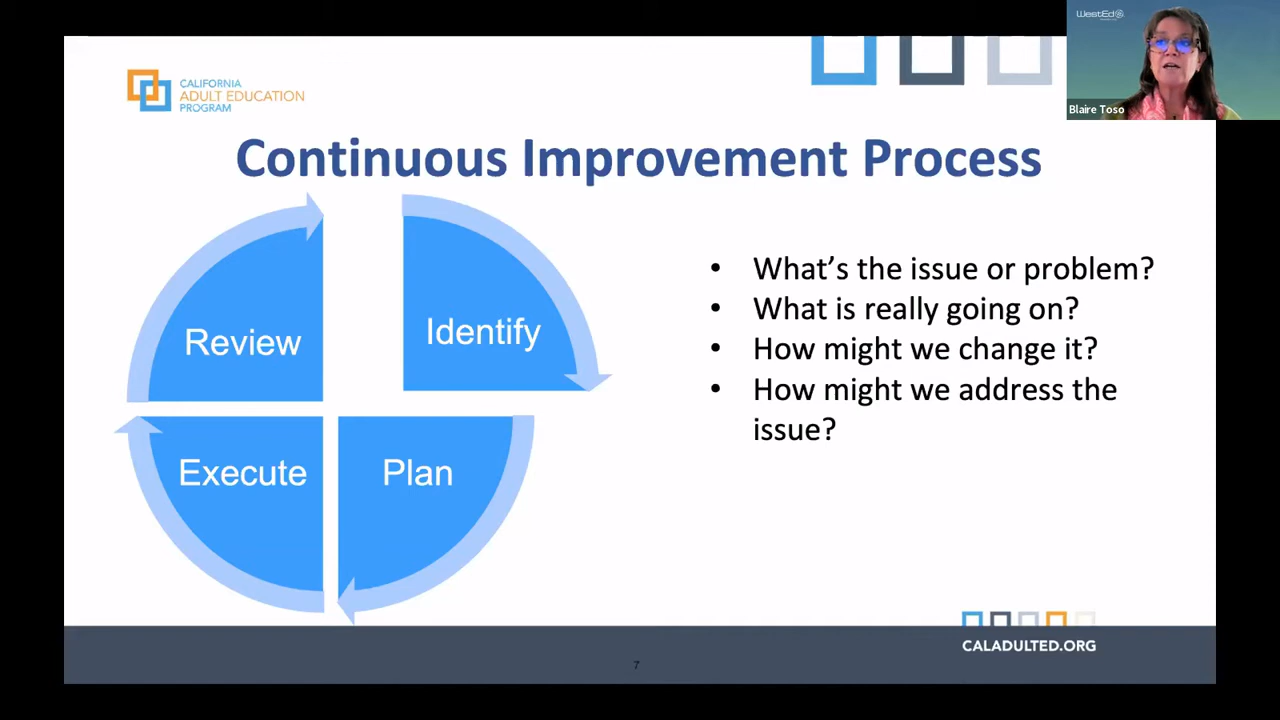 WestEd
Blaire Toso
CALIFORNIA
ADULT EDUCATION
PROGRAM
Continuous Improvement Process
Review
Identify
Execute
Plan
• What’s the issue or problem?
• What is really going on?
• How might we change it?
• How might we address the
issue?
CALADULTED.ORG
7